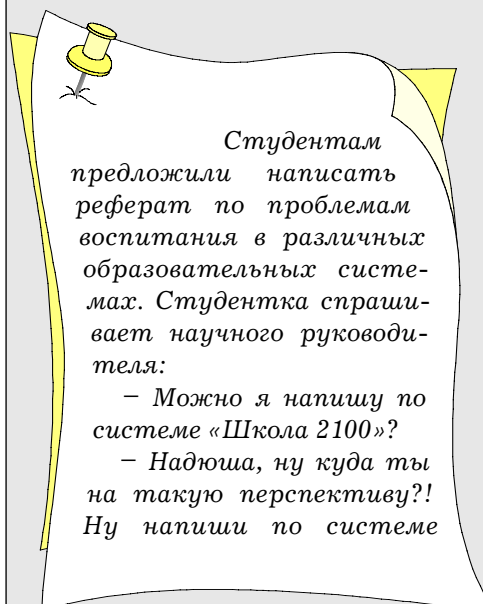 Студентам
предложили написать
реферат по проблемам
воспитания в различных
образовательных систе-
мах. Студентка спраши-
вает научного руководи-
теля:
– Можно я напишу по
системе «Школа 2100»?
– Надюша, ну куда ты
на такую перспективу?!
Ну напиши по системе